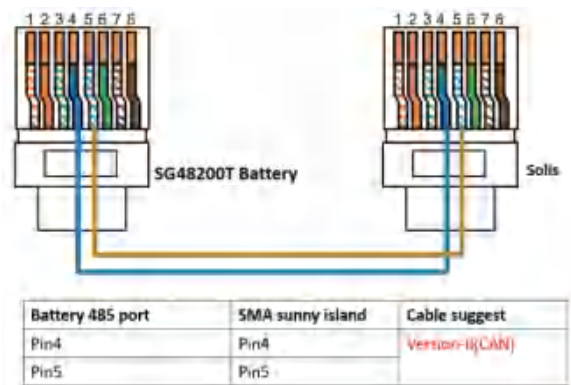 1 2 3 4 5 6 7 8
1 2 3 4 5 6 7 8
SG48200T Battery
Solis
Battery 485 port SMA sunny island Cable suggest
Pin4 Pin4 Version-II(CAN)
Pin5 Pin5